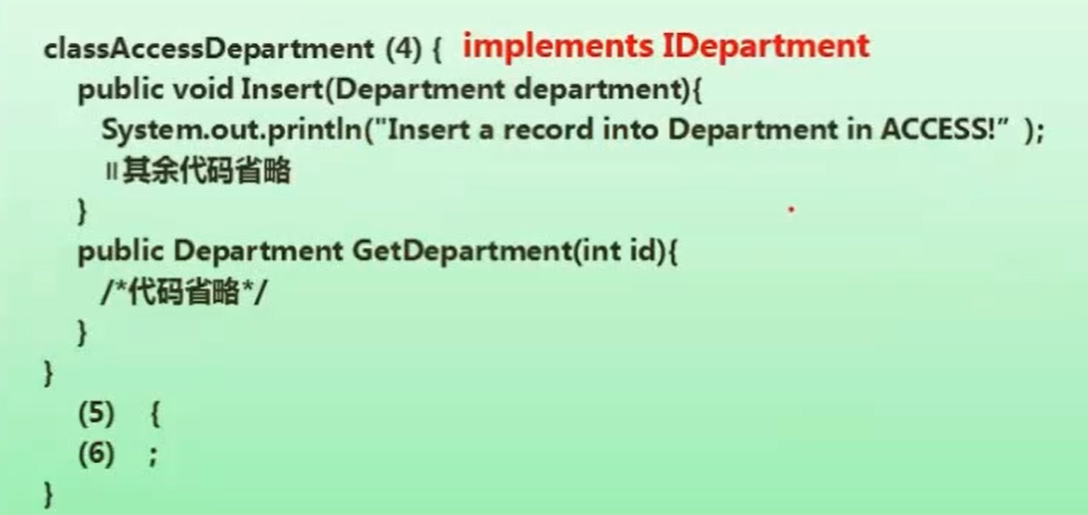 classAccessDepartment (4) { implements IDepartment
public void Insert(Department department){
System.out.println("Insert a record into Department in ACCESS!” );
॥其余代码省略
}
public Department GetDepartment(int id){
/*代码省略*/
}
}
(5) {
(6) ;
}